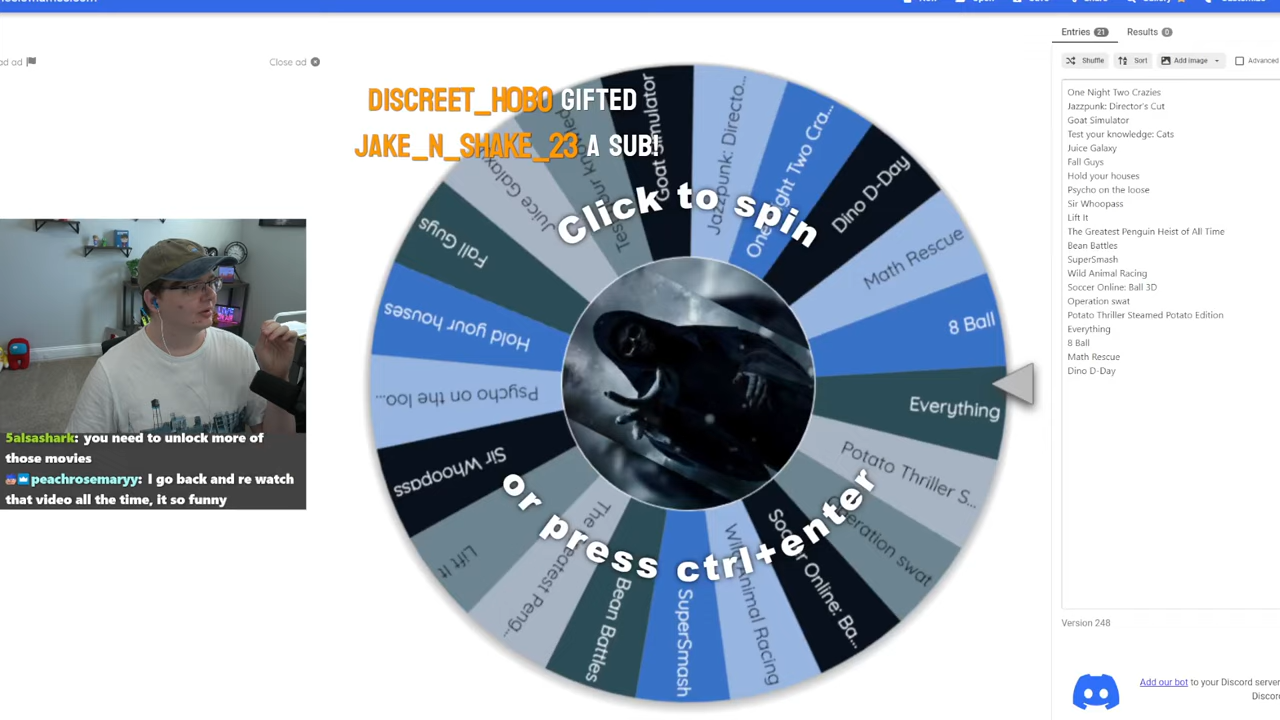 Close ad
DISCREET_HOBO GIFTED
JAKE_N_SHAKE_23 A SUB!
Click to spin
or press ctrl+enter
Goat Simulator
Jazzpunk: Directo...
One Night Two Cra...
Dino D-Day
Math Rescue
8 Ball
Everything
Potato Thriller S...
Operation swat
Soccer Online: Ba...
Wild Animal Racing
SuperSmash
Bean Battles
The Greatest Peng...
Lift It
Sir Whoopass
Psycho on the loo...
Hold your houses
Fall Guys
Juice Galaxy
5alsashark: you need to unlock more of
those movies
peachrosemaryy: I go back and re watch
that video all the time, it so funny
Entries 21
Results 0
Shuffle
Sort
Add image
Advanced
One Night Two Crazies
Jazzpunk: Director's Cut
Goat Simulator
Test your knowledge: Cats
Juice Galaxy
Fall Guys
Hold your houses
Psycho on the loose
Sir Whoopass
Lift It
The Greatest Penguin Heist of All Time
Bean Battles
SuperSmash
Wild Animal Racing
Soccer Online: Ball 3D
Operation swat
Potato Thriller Steamed Potato Edition
Everything
8 Ball
Math Rescue
Dino D-Day
Version 248
Add our bot to your Discord server